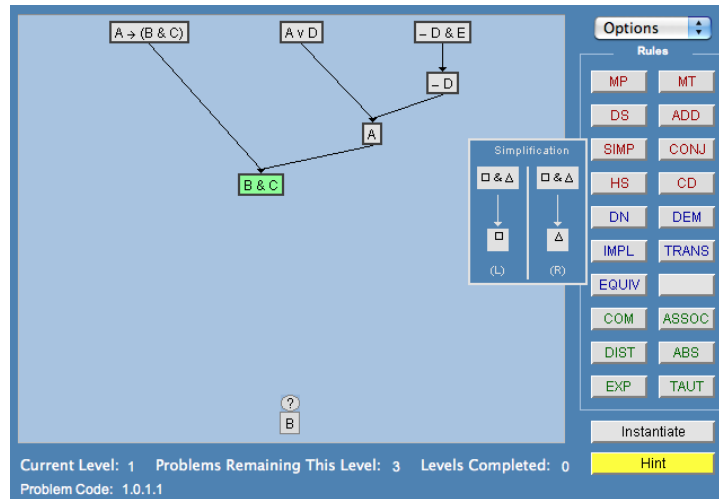 Options
Rules
A → (B & C)
A v D
– D & E
MP
MT
– D
DS
ADD
A
SIMP
CONJ
Simplification
□ & Δ
□ & Δ
B & C
HS
CD
DN
DEM
□
Δ
IMPL
TRANS
(L)
(R)
EQUIV
COM
ASSOC
DIST
ABS
EXP
TAUT
?
B
Instantiate
Current Level: 1 Problems Remaining This Level: 3 Levels Completed: 0
Hint
Problem Code: 1.0.1.1